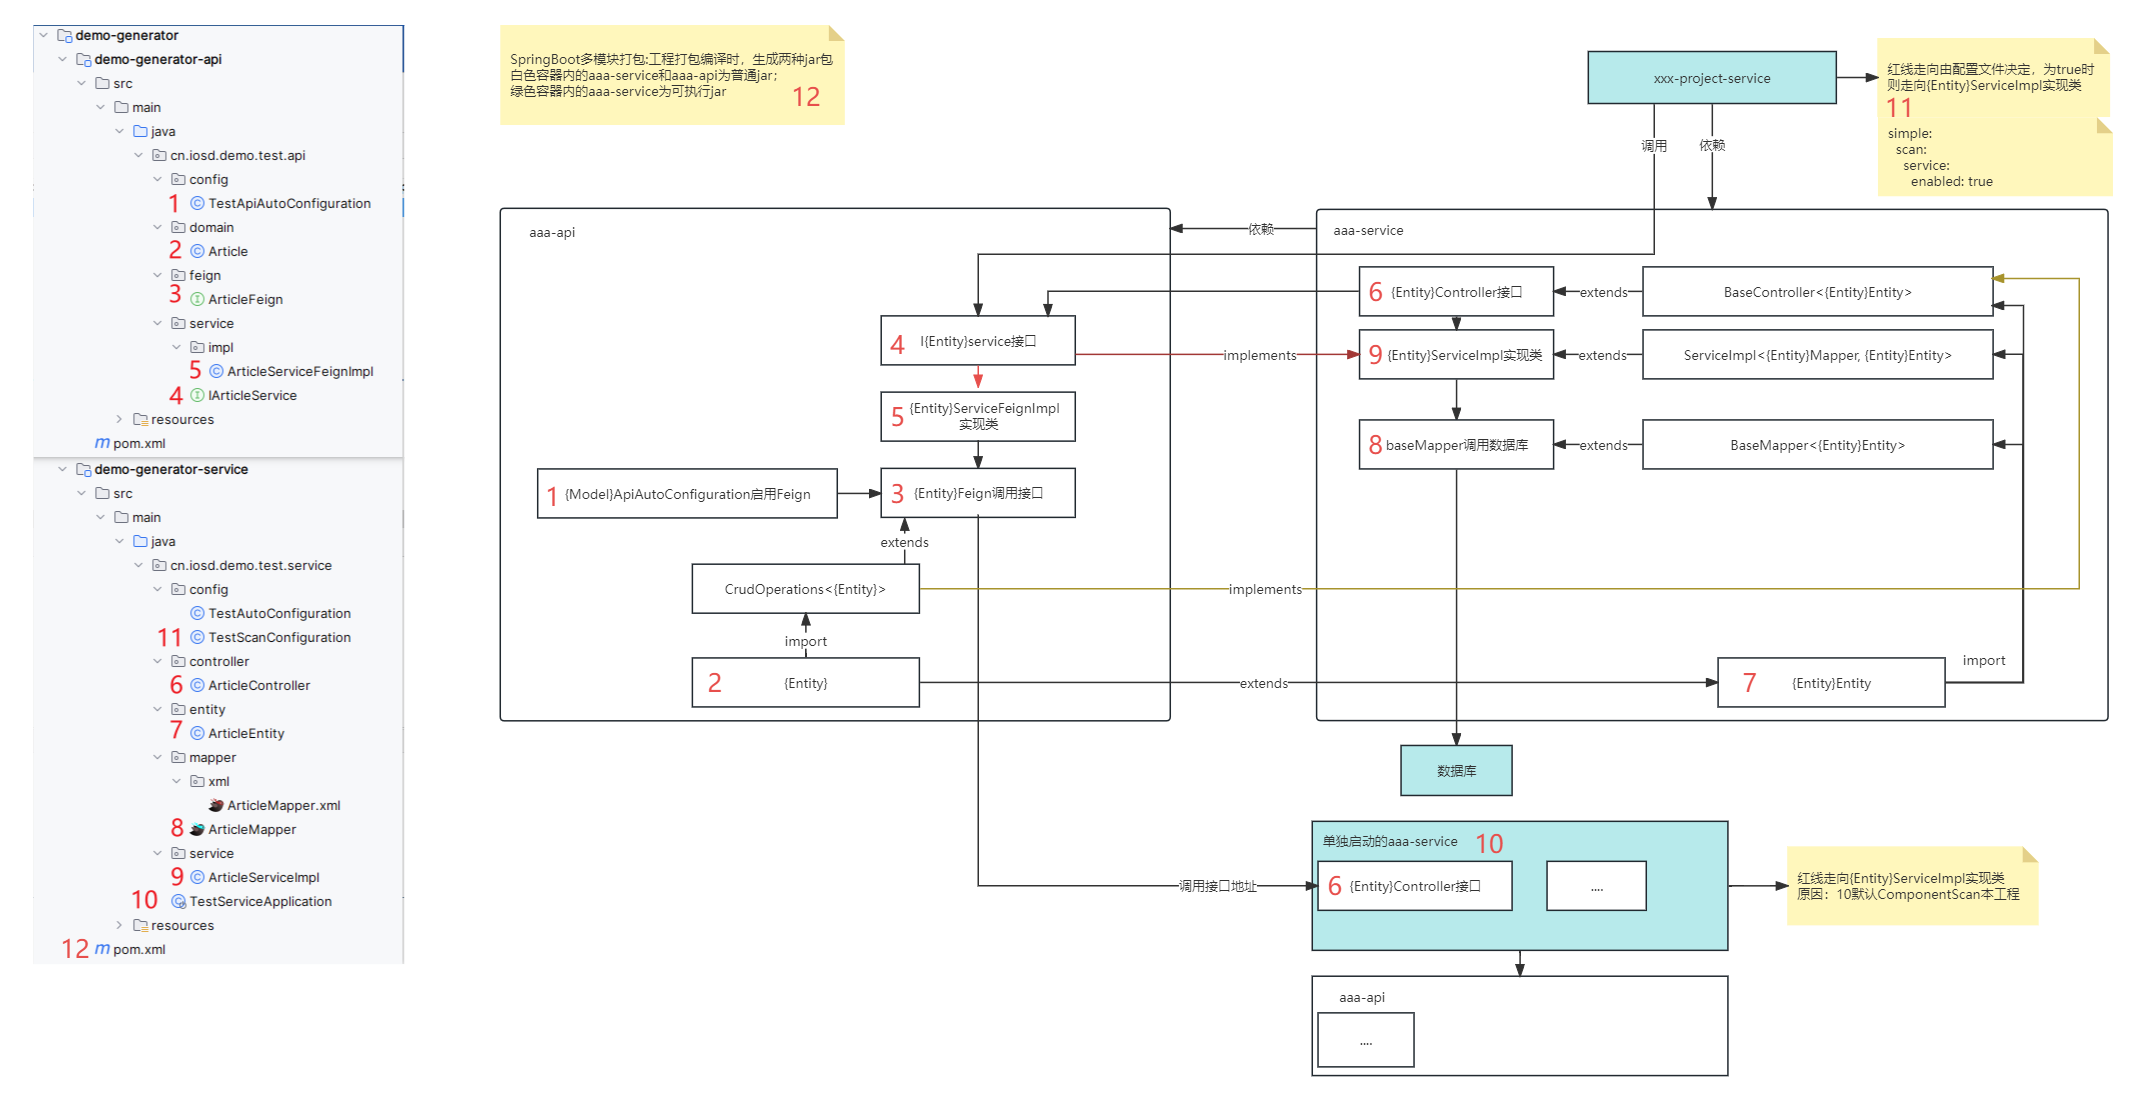 demo-generator
demo-generator-api
src
main
java
cn.iosd.demo.test.api
config
1 TestApiAutoConfiguration
domain
2 Article
feign
3 ArticleFeign
service
impl
5 ArticleServiceFeignImpl
4 IArticleService
resources
pom.xml
demo-generator-service
src
main
java
cn.iosd.demo.test.service
config
TestAutoConfiguration
11 TestScanConfiguration
controller
6 ArticleController
entity
7 ArticleEntity
mapper
xml
ArticleMapper.xml
8 ArticleMapper
service
9 ArticleServiceImpl
10 TestServiceApplication
resources
12 pom.xml
SpringBoot多模块打包:工程打包编译时，生成两种jar包
白色容器内的aaa-service和aaa-api为普通jar；
绿色容器内的aaa-service为可执行jar
12
xxx-project-service
红线走向由配置文件决定，为true时
则走向{Entity}ServiceImpl实现类
11
simple:
scan:
service:
enabled: true
调用
依赖
aaa-api
依赖
aaa-service
6 {Entity}Controller接口
extends
BaseController<{Entity}Entity>
4 I{Entity}service接口
implements
9 {Entity}ServiceImpl实现类
extends
ServiceImpl<{Entity}Mapper, {Entity}Entity>
5 {Entity}ServiceFeignImpl
实现类
8 baseMapper调用数据库
extends
BaseMapper<{Entity}Entity>
1 {Model}ApiAutoConfiguration启用Feign
3 {Entity}Feign调用接口
extends
CrudOperations<{Entity}>
implements
import
2 {Entity}
extends
7 {Entity}Entity
import
数据库
单独启动的aaa-service 10
调用接口地址
6 {Entity}Controller接口
....
红线走向{Entity}ServiceImpl实现类
原因：10默认ComponentScan本工程
aaa-api
....